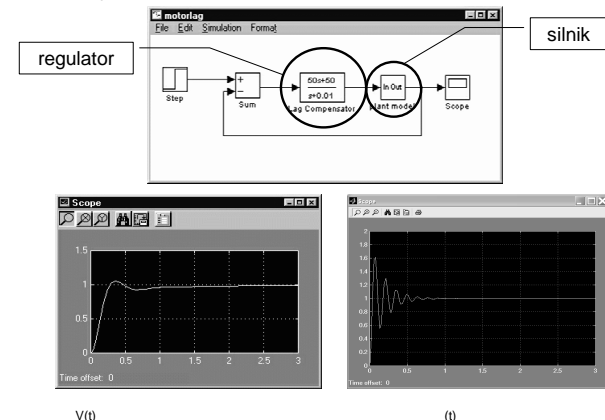 motorlag
File Edit Simulation Format
silnik
regulator
50s+50
s+0.01
In Out
Step
Sum
Lag Compensator
plant model
Scope
Scope
1.5
1
0.5
0
0 0.5 1 1.5 2 2.5 3
Time offset: 0
Scope
2
1.8
1.6
1.4
1.2
1
0.8
0.6
0.4
0.2
0
0 0.5 1 1.5 2 2.5 3
Time offset: 0
V(t)
(t)